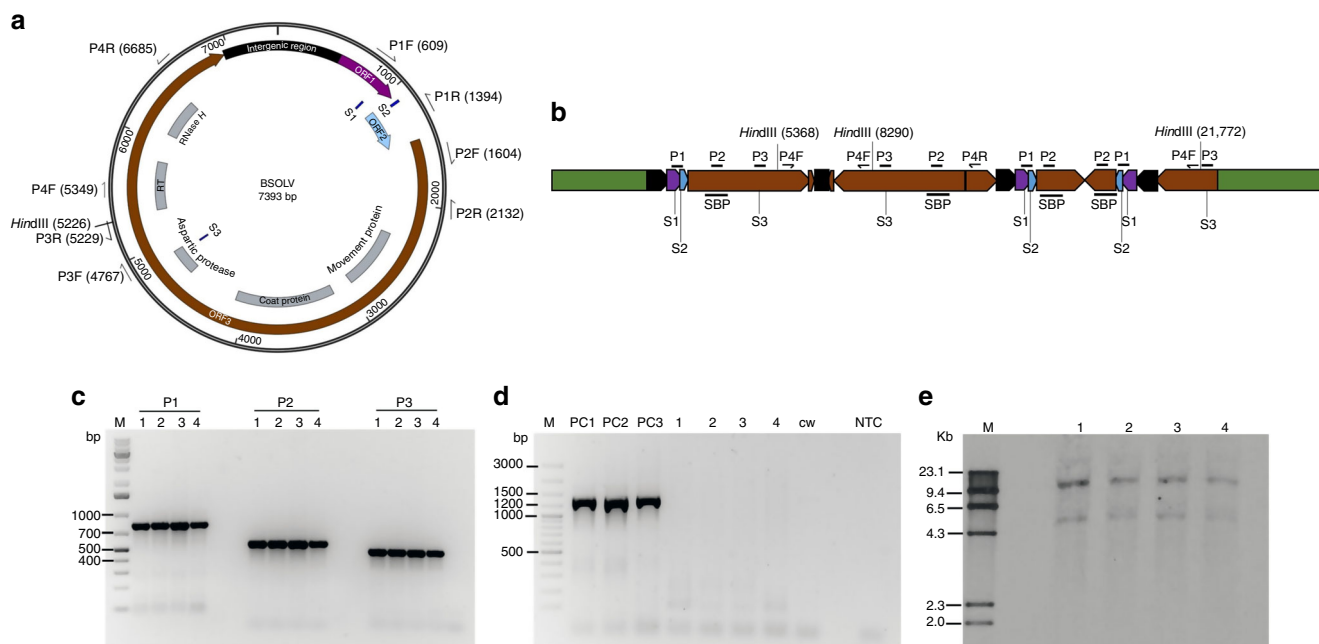 a
P4R (6685)
7000
Intergenic region
P1F (609)
ORF1
1000
S1
S2
P1R (1394)
ORF2
RNase H
6000
P2F (1604)
P4F (5349)
RT
BSOLV
7393 bp
2000
P2R (2132)
HindIII (5226)
P3R (5229)
S3
Aspartic protease
Movement protein
5000
P3F (4767)
Coat protein
3000
ORF3
4000
b
HindIII (5368)
HindIII (8290)
HindIII (21,772)
P1 P2 P3 P4F P4F P3 P2 P4R P1 P2 P2 P1 P4F P3
SBP SBP SBP SBP
S1 S3 S3 S1 S1 S3
S2 S2 S2
c
P1 P2 P3
M 1 2 3 4 1 2 3 4 1 2 3 4
bp
1000
700
500
400
d
M PC1 PC2 PC3 1 2 3 4 cw NTC
bp
3000
1500
1200
1000
500
e
Kb M 1 2 3 4
23.1
9.4
6.5
4.3
2.3
2.0